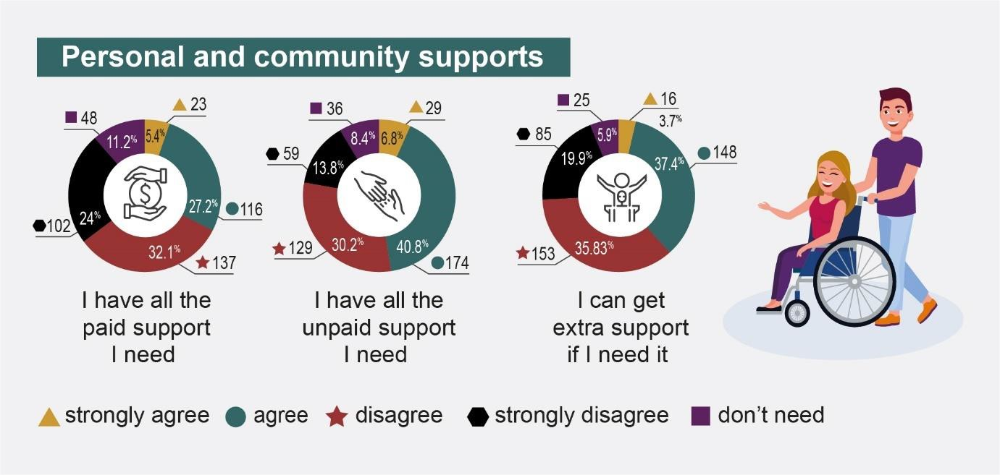 Personal and community supports
23
48
11.2%
5.4%
27.2%
116
102
24%
32.1%
137
I have all the
paid support
I need
36
29
8.4%
6.8%
59
13.8%
129
30.2%
40.8%
174
I have all the
unpaid support
I need
25
16
3.7%
5.9%
85
19.9%
37.4%
148
153
35.83%
I can get
extra support
if I need it
$
strongly agree agree disagree strongly disagree don't need